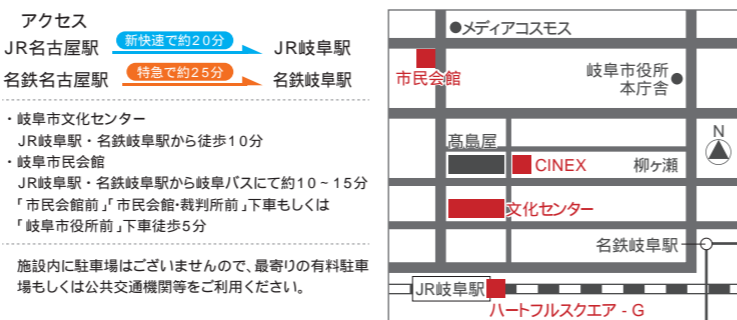 アクセス
JR名古屋駅 新快速で約20分 JR岐阜駅
名鉄名古屋駅 特急で約25分 名鉄岐阜駅
・岐阜市文化センター
JR岐阜駅・名鉄岐阜駅から徒歩10分
・岐阜市民会館
JR岐阜駅・名鉄岐阜駅から岐阜バスにて約10~15分
「市民会館前」「市民会館・裁判所前」下車もしくは
「岐阜市役所前」下車徒歩5分
施設内に駐車場はございませんので、最寄りの有料駐車
場もしくは公共交通機関等をご利用ください。
メディアコスモス
市民会館
岐阜市役所
本庁舎
N
髙島屋
CINEX
柳ヶ瀬
文化センター
名鉄岐阜駅
JR岐阜駅
ハートフルスクエア - G